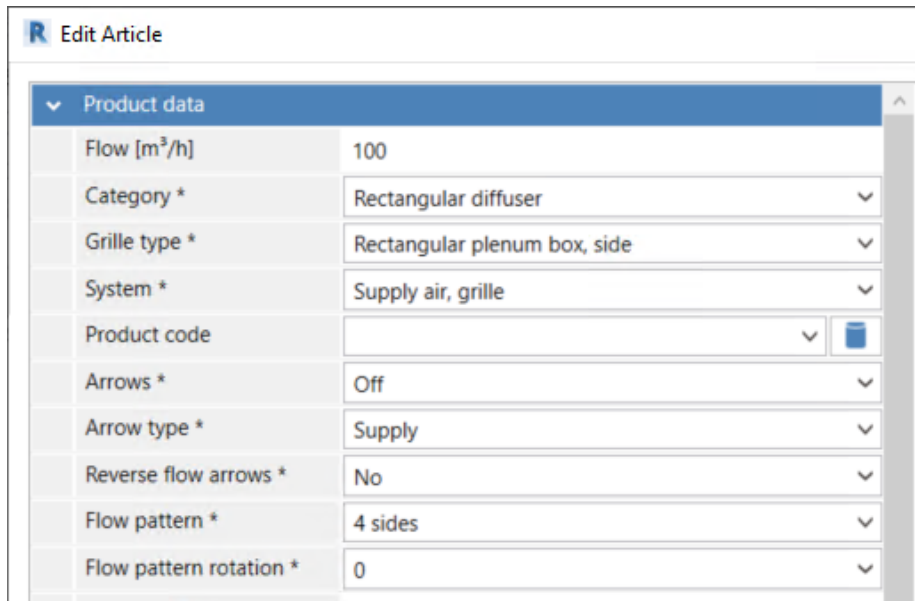 R Edit Article
Product data
Flow [m³/h] 100
Category * Rectangular diffuser
Grille type * Rectangular plenum box, side
System * Supply air, grille
Product code
Arrows * Off
Arrow type * Supply
Reverse flow arrows * No
Flow pattern * 4 sides
Flow pattern rotation * 0